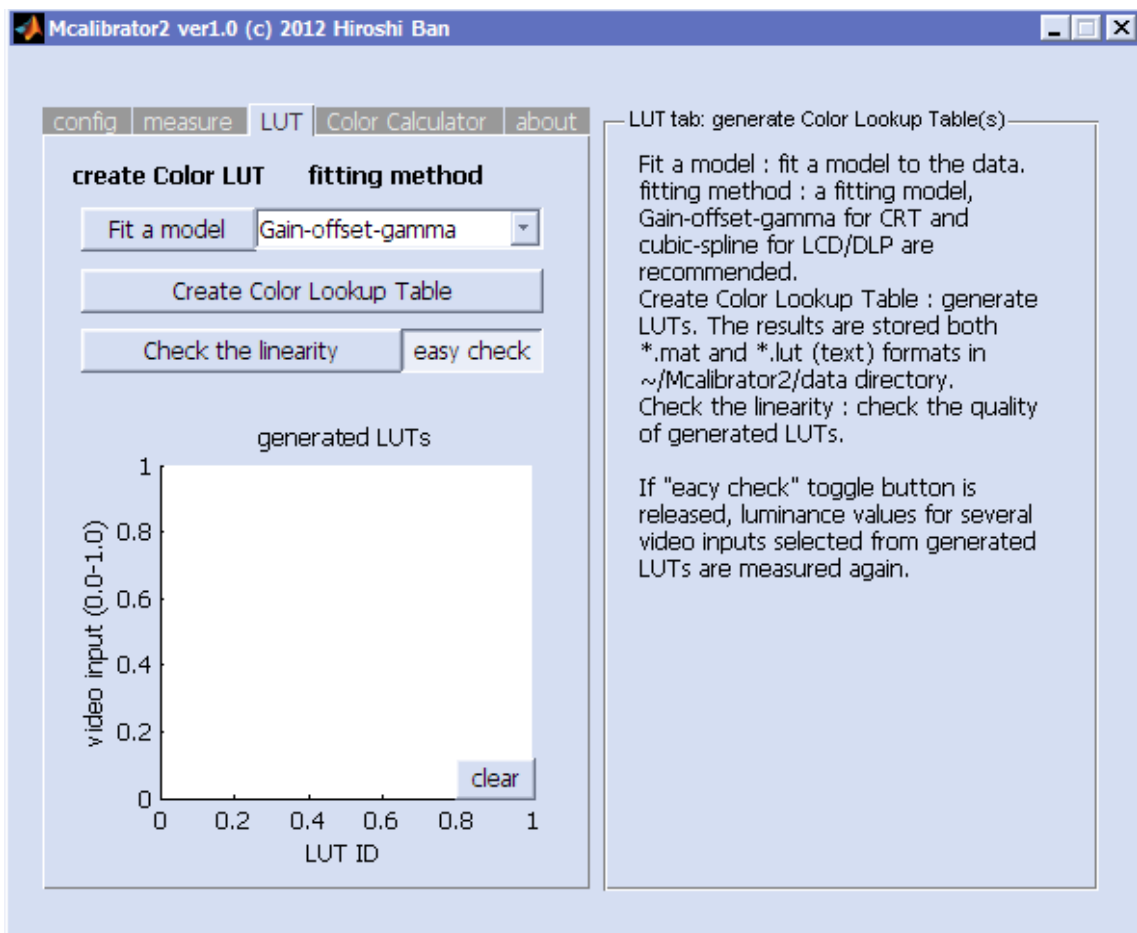 Mcalibrator2 ver1.0 (c) 2012 Hiroshi Ban
config measure LUT Color Calculator about
create Color LUT fitting method
Fit a model Gain-offset-gamma
Create Color Lookup Table
Check the linearity easy check
generated LUTs
1
0.8
0.6
0.4
0.2
0
video input (0.0-1.0)
clear
0 0.2 0.4 0.6 0.8 1
LUT ID
LUT tab: generate Color Lookup Table(s)
Fit a model : fit a model to the data.
fitting method : a fitting model,
Gain-offset-gamma for CRT and
cubic-spline for LCD/DLP are
recommended.
Create Color Lookup Table : generate
LUTs. The results are stored both
*.mat and *.lut (text) formats in
~/Mcalibrator2/data directory.
Check the linearity : check the quality
of generated LUTs.
If "eacy check" toggle button is
released, luminance values for several
video inputs selected from generated
LUTs are measured again.